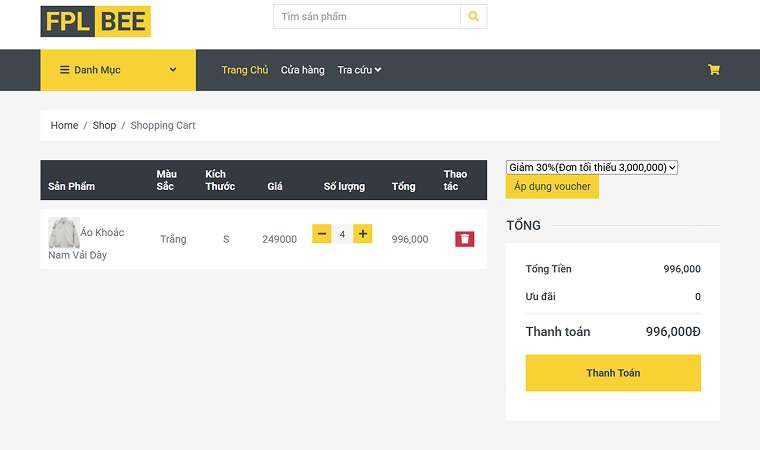 FPL BEE
Tìm sản phẩm
Danh Mục
Trang Chủ Cửa hàng Tra cứu
Home / Shop / Shopping Cart
Sản Phẩm Màu Sắc Kích Thước Giá Số lượng Tổng Thao tác
Áo Khoác Nam Vải Dày Trắng S 249000 4 996,000
Giảm 30%(Đơn tối thiểu 3,000,000)
Áp dụng voucher
TỔNG
Tổng Tiền 996,000
Ưu đãi 0
Thanh toán 996,000Đ
Thanh Toán